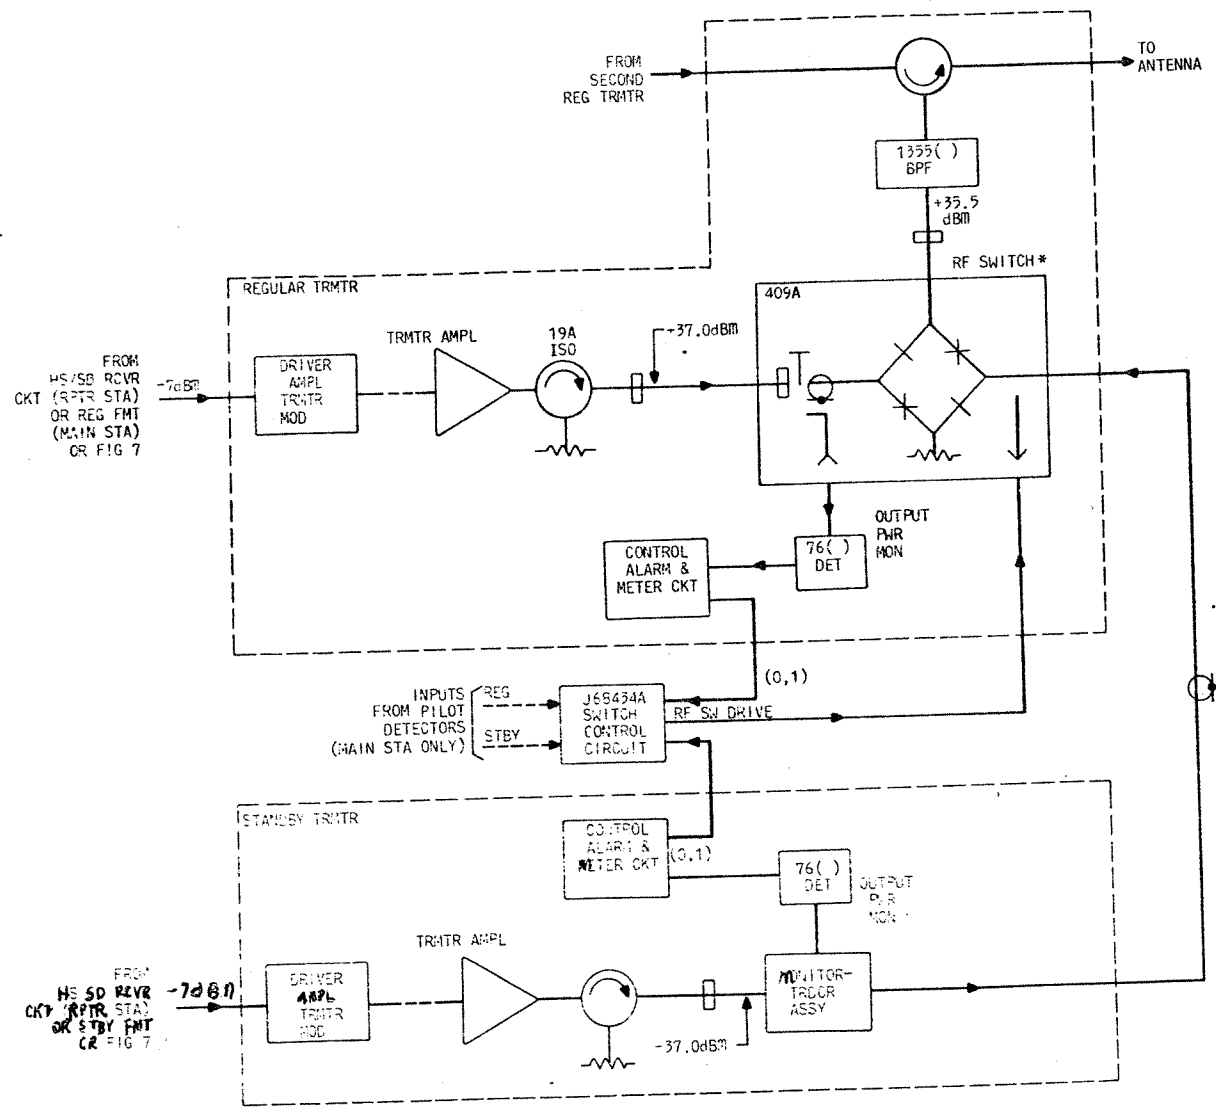 FROM
SECOND
REG TRMTR
TO
ANTENNA
1355( )
BPF
+35.5
dBm
RF SWITCH*
409A
REGULAR TRMTR
TRMTR AMPL
19A
ISO
-37.0dBm
FROM
HS/SD RCVR
CKT (RPTR STA)
OR REG FMT
(MAIN STA)
OR FIG 7
-7dBm
DRIVER
AMPL
TRMTR
MOD
OUTPUT
PWR
MON
76( )
DET
CONTROL
ALARM &
METER CKT
(0,1)
INPUTS
FROM PILOT
DETECTORS
(MAIN STA ONLY)
REG
STBY
J68434A
SWITCH
CONTROL
CIRCUIT
RF SW DRIVE
STANDBY TRMTR
CONTROL
ALARM &
METER CKT
(0,1)
76( )
DET
OUTPUT
PWR
MON
TRMTR AMPL
FROM
HS SD RCVR
CKT (RPTR STA)
OR STBY FMT
OR FIG 7
-7dBm
DRIVER
AMPL
TRMTR
MOD
-37.0dBm
MONITOR-
TRDCR
ASSY